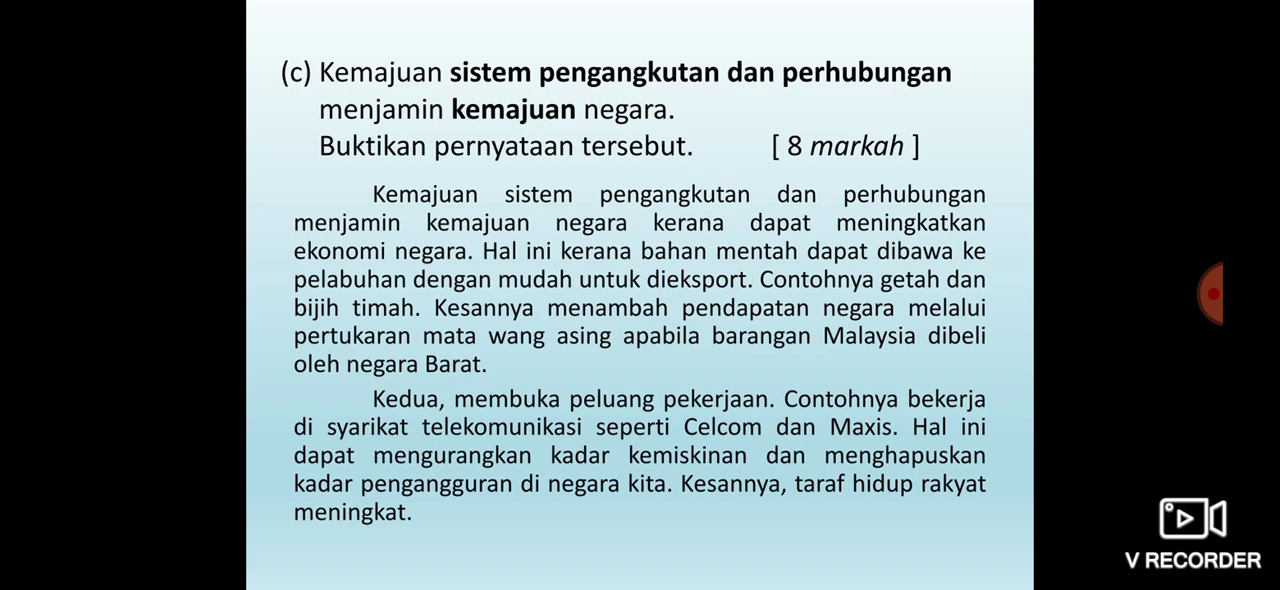 (c) Kemajuan sistem pengangkutan dan perhubungan
menjamin kemajuan negara.
Buktikan pernyataan tersebut. [ 8 markah ]
Kemajuan sistem pengangkutan dan perhubungan
menjamin kemajuan negara kerana dapat meningkatkan
ekonomi negara. Hal ini kerana bahan mentah dapat dibawa ke
pelabuhan dengan mudah untuk dieksport. Contohnya getah dan
bijih timah. Kesannya menambah pendapatan negara melalui
pertukaran mata wang asing apabila barangan Malaysia dibeli
oleh negara Barat.
Kedua, membuka peluang pekerjaan. Contohnya bekerja
di syarikat telekomunikasi seperti Celcom dan Maxis. Hal ini
dapat mengurangkan kadar kemiskinan dan menghapuskan
kadar pengangguran di negara kita. Kesannya, taraf hidup rakyat
meningkat.
V RECORDER